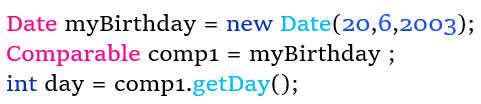 Date myBirthday = new Date(20,6,2003);
Comparable comp1 = myBirthday ;
int day = comp1.getDay();